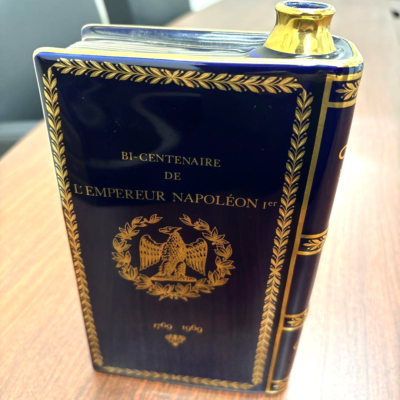 BI-CENTENAIRE
DE
L'EMPEREUR NAPOLÉON Ier
1769 1969